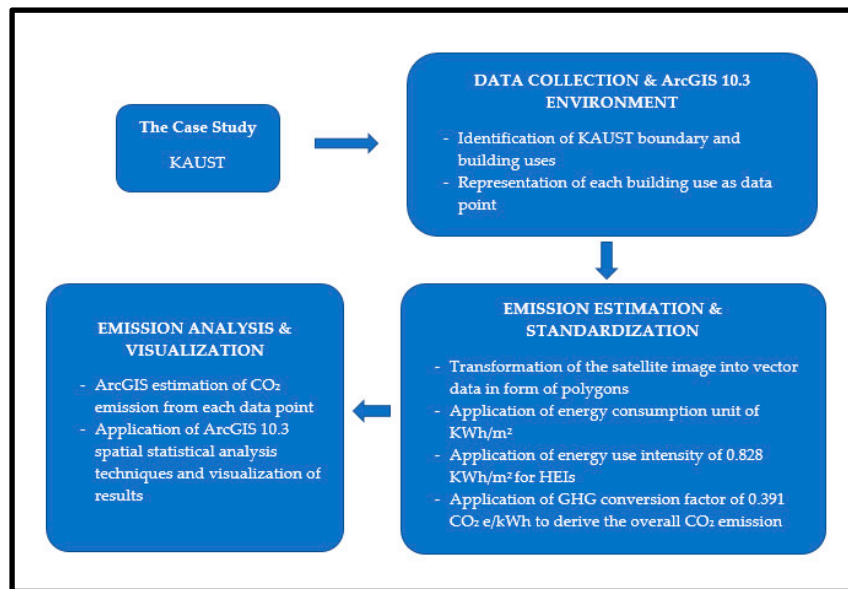 The Case Study
KAUST
DATA COLLECTION & ArcGIS 10.3
ENVIRONMENT
- Identification of KAUST boundary and
building uses
- Representation of each building use as data
point
EMISSION ESTIMATION &
STANDARDIZATION
- Transformation of the satellite image into vector
data in form of polygons
- Application of energy consumption unit of
KWh/m²
- Application of energy use intensity of 0.828
KWh/m² for HEIs
- Application of GHG conversion factor of 0.391
CO₂ e/kWh to derive the overall CO₂ emission
EMISSION ANALYSIS &
VISUALIZATION
- ArcGIS estimation of CO₂
emission from each data point
- Application of ArcGIS 10.3
spatial statistical analysis
techniques and visualization of
results